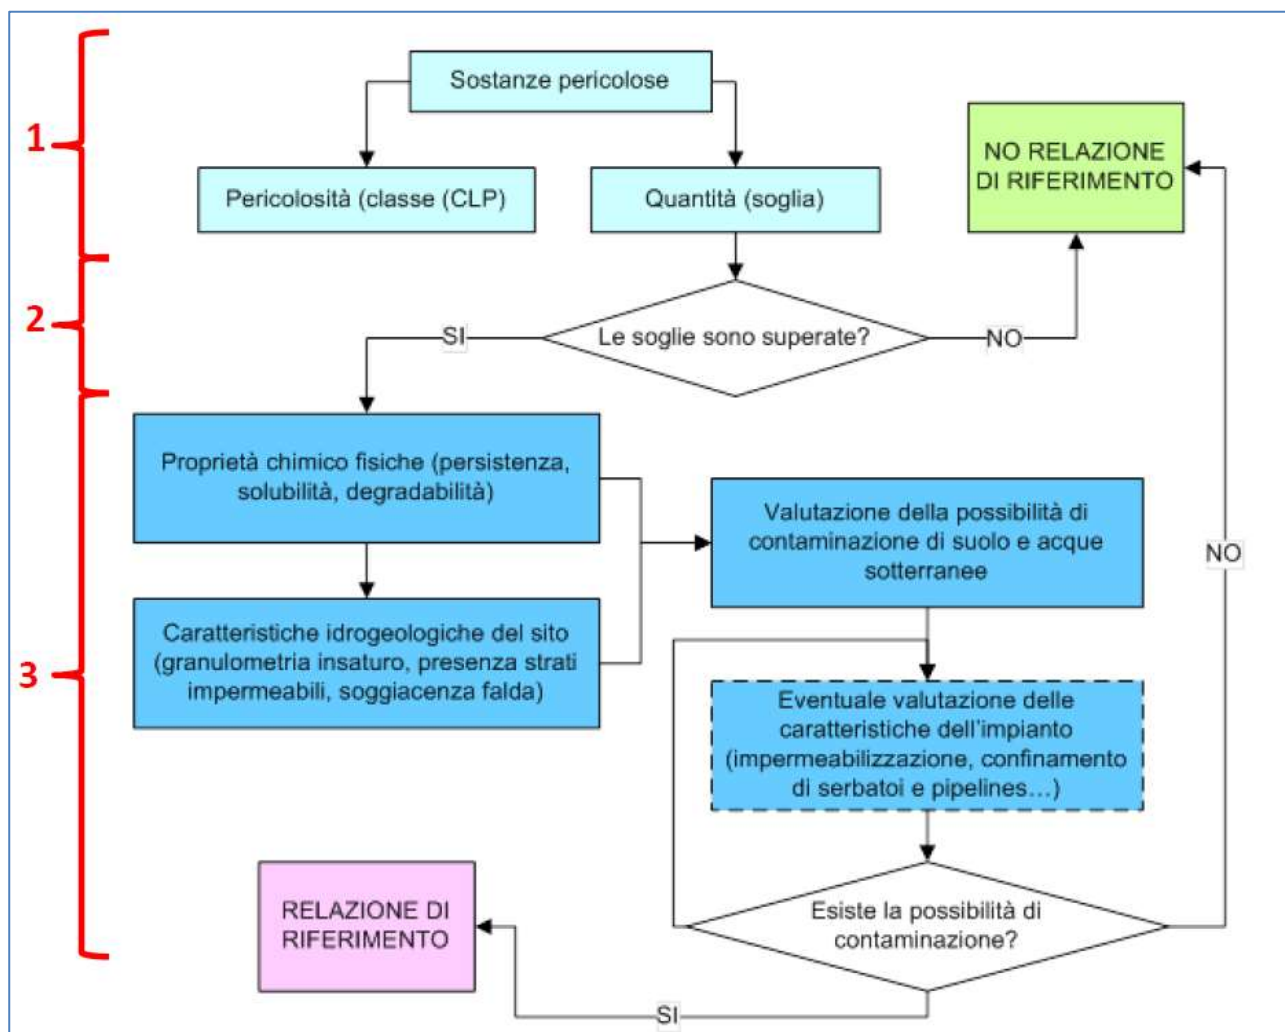 1
Sostanze pericolose
Pericolosità (classe (CLP)
Quantità (soglia)
NO RELAZIONE
DI RIFERIMENTO
2
SI
Le soglie sono superate?
NO
3
Proprietà chimico fisiche (persistenza,
solubilità, degradabilità)
Valutazione della possibilità di
contaminazione di suolo e acque
sotterranee
NO
Caratteristiche idrogeologiche del sito
(granulometria insaturo, presenza strati
impermeabili, soggiacenza falda)
Eventuale valutazione delle
caratteristiche dell'impianto
(impermeabilizzazione, confinamento
di serbatoi e pipelines…)
Esiste la possibilità di
contaminazione?
RELAZIONE DI
RIFERIMENTO
SI